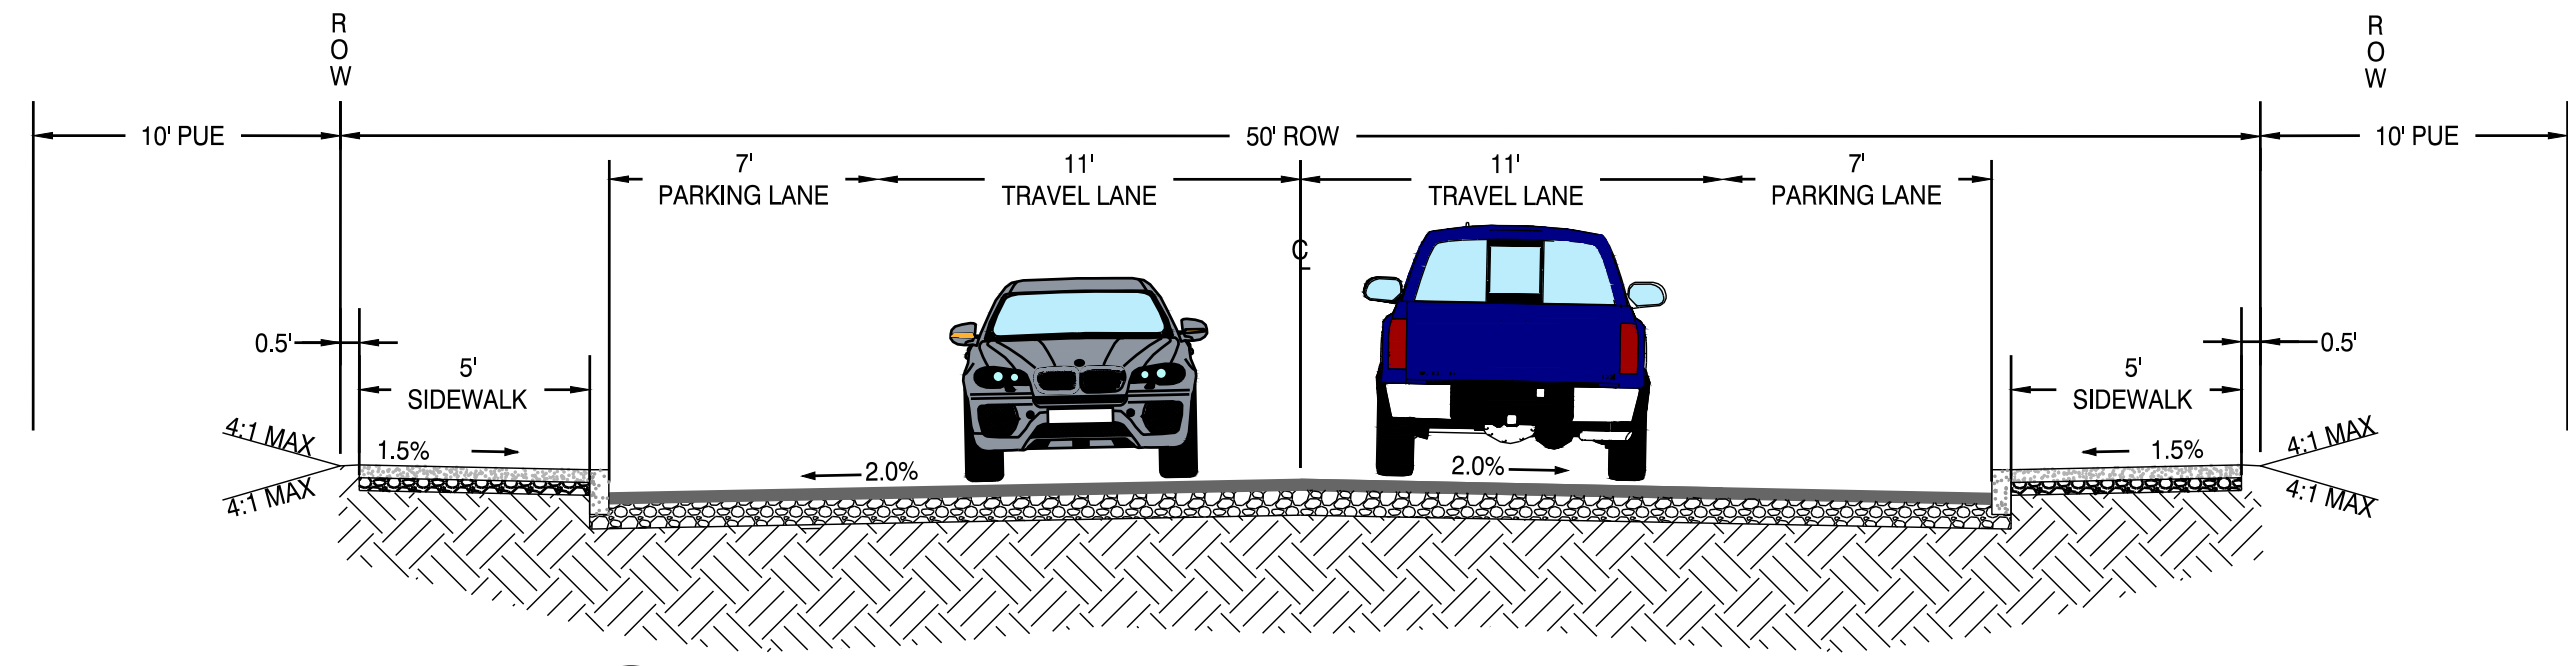 R
O
W
R
O
W
10' PUE
50' ROW
10' PUE
7'
PARKING LANE
11'
TRAVEL LANE
11'
TRAVEL LANE
7'
PARKING LANE
C
L
0.5'
5'
SIDEWALK
0.5'
5'
SIDEWALK
4:1 MAX
1.5%
4:1 MAX
2.0%
2.0%
1.5%
4:1 MAX
4:1 MAX